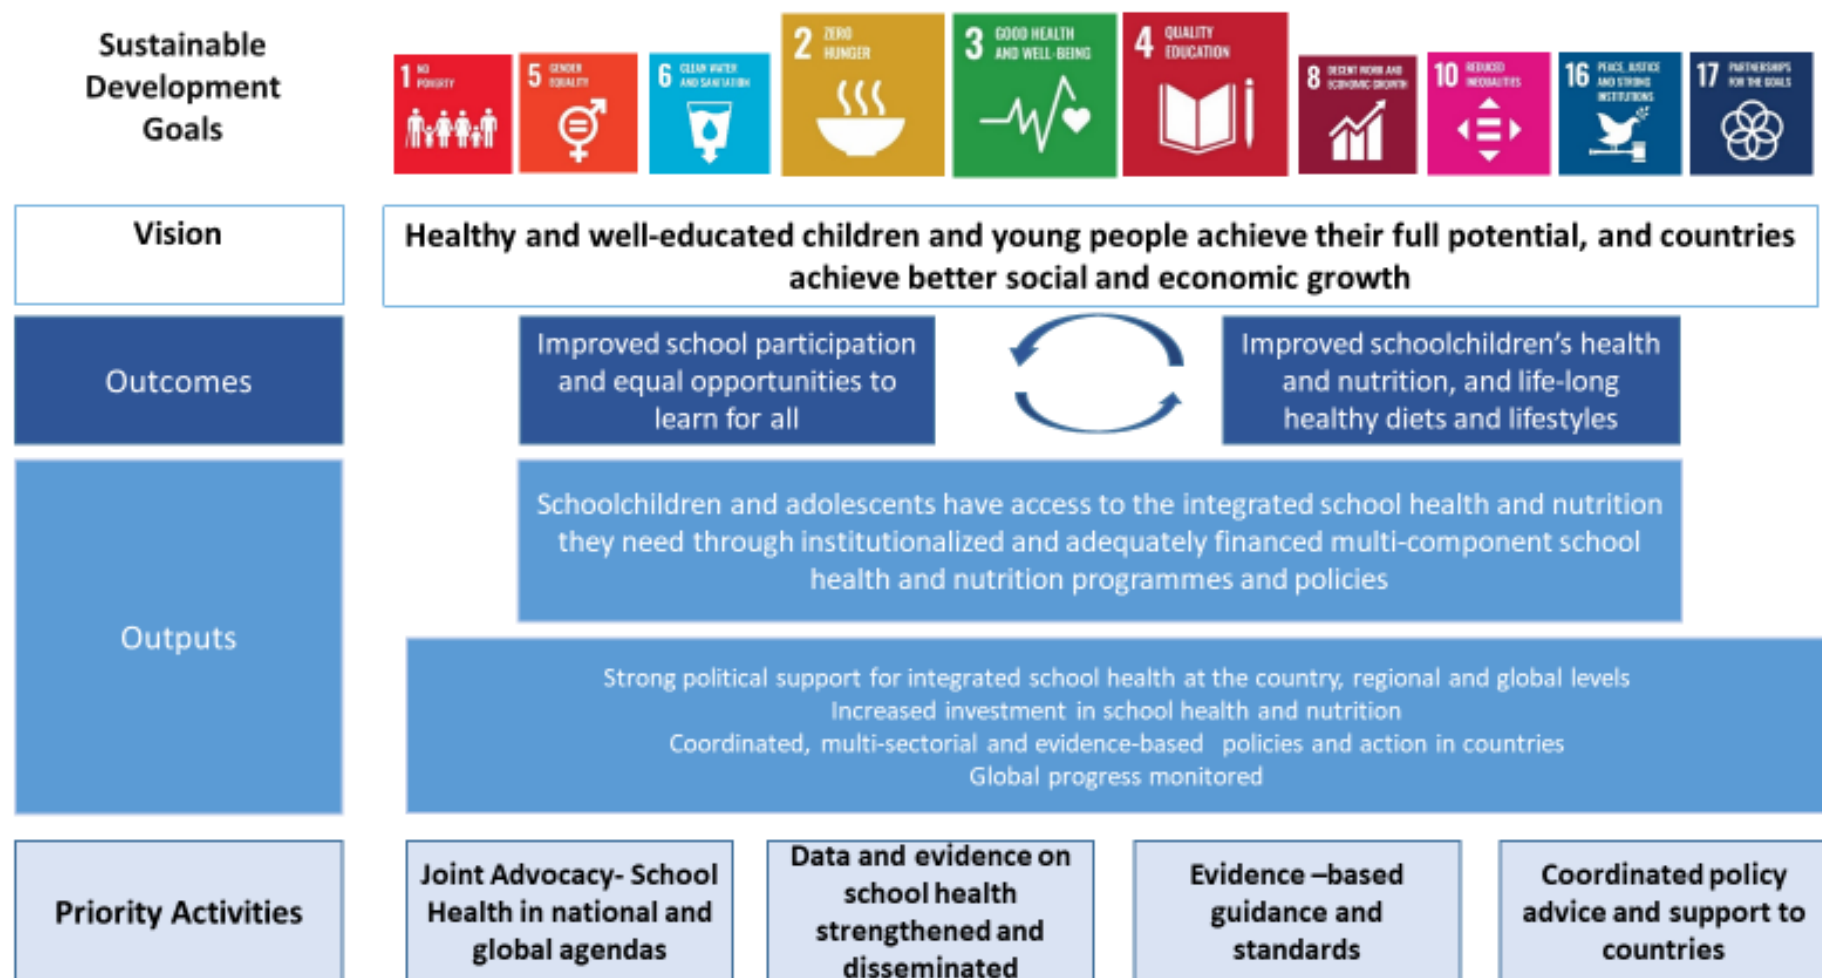 Sustainable
Development
Goals
1 NO
POVERTY
5 GENDER
EQUALITY
6 CLEAN WATER
AND SANITATION
2 ZERO
HUNGER
3 GOOD HEALTH
AND WELL-BEING
4 QUALITY
EDUCATION
8 DECENT WORK AND
ECONOMIC GROWTH
10 REDUCED
INEQUALITIES
16 PEACE, JUSTICE
AND STRONG
INSTITUTIONS
17 PARTNERSHIPS
FOR THE GOALS
Vision
Healthy and well-educated children and young people achieve their full potential, and countries
achieve better social and economic growth
Outcomes
Improved school participation
and equal opportunities to
learn for all
Improved schoolchildren's health
and nutrition, and life-long
healthy diets and lifestyles
Outputs
Schoolchildren and adolescents have access to the integrated school health and nutrition
they need through institutionalized and adequately financed multi-component school
health and nutrition programmes and policies
Strong political support for integrated school health at the country, regional and global levels
Increased investment in school health and nutrition
Coordinated, multi-sectorial and evidence-based policies and action in countries
Global progress monitored
Priority Activities
Joint Advocacy- School
Health in national and
global agendas
Data and evidence on
school health
strengthened and
disseminated
Evidence –based
guidance and
standards
Coordinated policy
advice and support to
countries